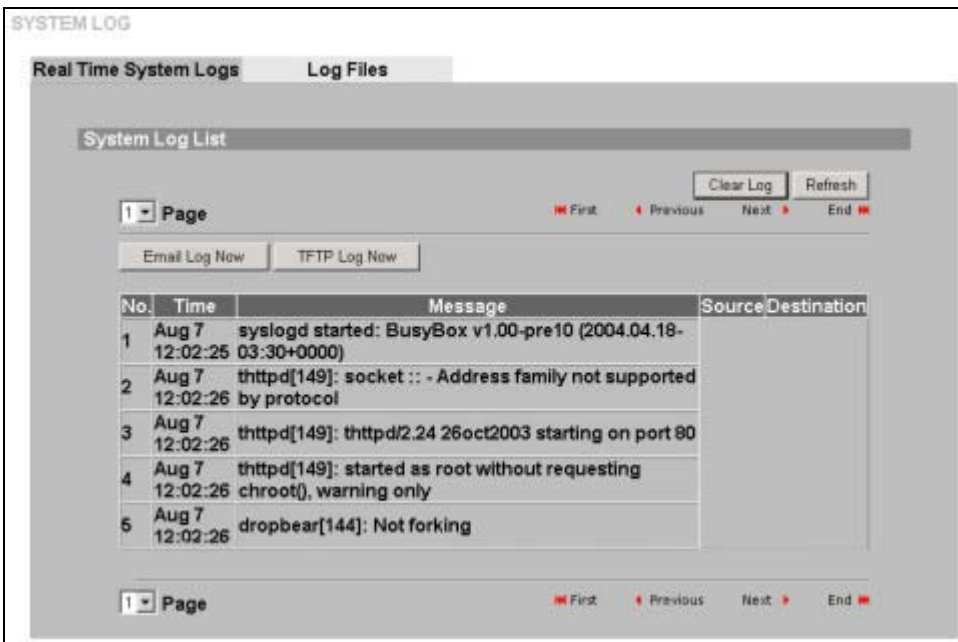 SYSTEM LOG
Real Time System Logs Log Files
System Log List
Clear Log Refresh
1 Page First Previous Next End
Email Log Now TFTP Log Now
No. Time Message Source Destination
1 Aug 7 12:02:25 syslogd started: BusyBox v1.00-pre10 (2004.04.18-03:30+0000)
2 Aug 7 12:02:26 thttpd[149]: socket :: - Address family not supported by protocol
3 Aug 7 12:02:26 thttpd[149]: thttpd/2.24 26oct2003 starting on port 80
4 Aug 7 12:02:26 thttpd[149]: started as root without requesting chroot(), warning only
5 Aug 7 12:02:26 dropbear[144]: Not forking
1 Page First Previous Next End